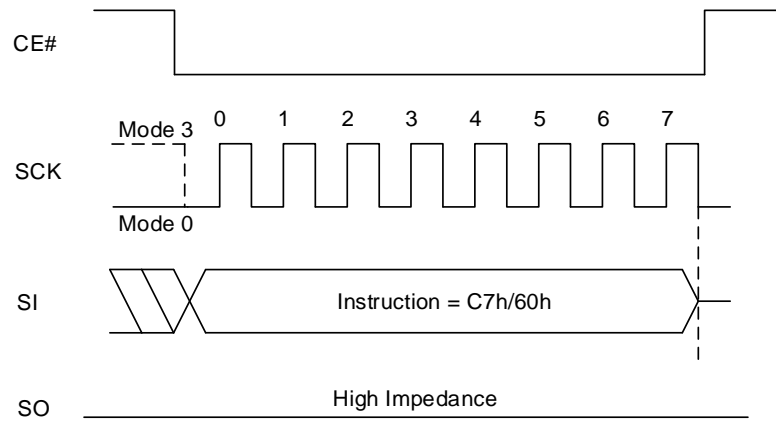 CE#
Mode 3
0 1 2 3 4 5 6 7
SCK
Mode 0
SI
Instruction = C7h/60h
SO
High Impedance